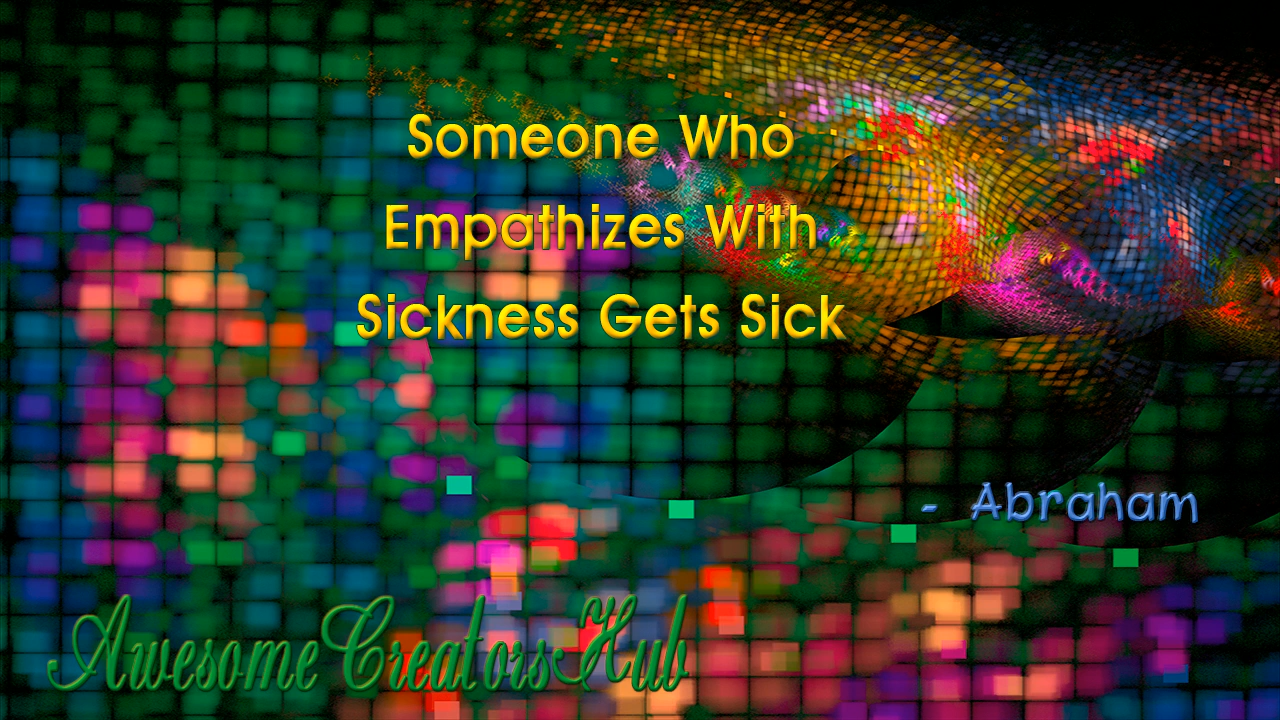 Someone Who
Empathizes With
Sickness Gets Sick
- Abraham
AwesomeCreatorsHub